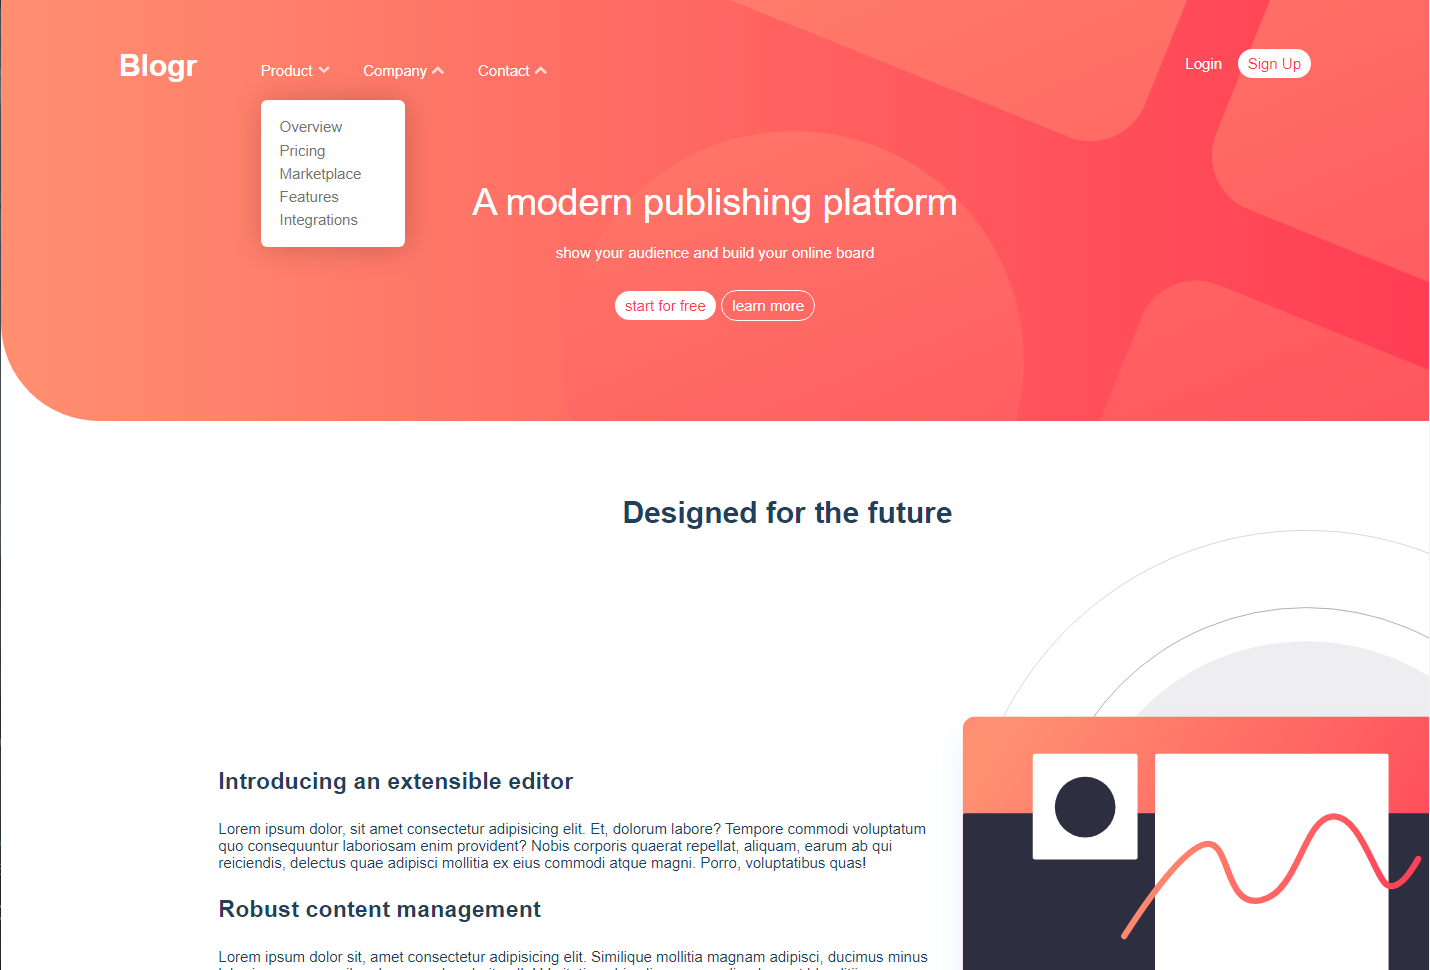 Blogr
Product
Company
Contact
Login
Sign Up
Overview
Pricing
Marketplace
Features
Integrations
A modern publishing platform
show your audience and build your online board
start for free
learn more
Designed for the future
Introducing an extensible editor
Lorem ipsum dolor, sit amet consectetur adipisicing elit. Et, dolorum labore? Tempore commodi voluptatum
quo consequuntur laboriosam enim provident? Nobis corporis quaerat repellat, aliquam, earum ab qui
reiciendis, delectus quae adipisci mollitia ex eius commodi atque magni. Porro, voluptatibus quas!
Robust content management
Lorem ipsum dolor sit, amet consectetur adipisicing elit. Similique mollitia magnam adipisci, ducimus minus